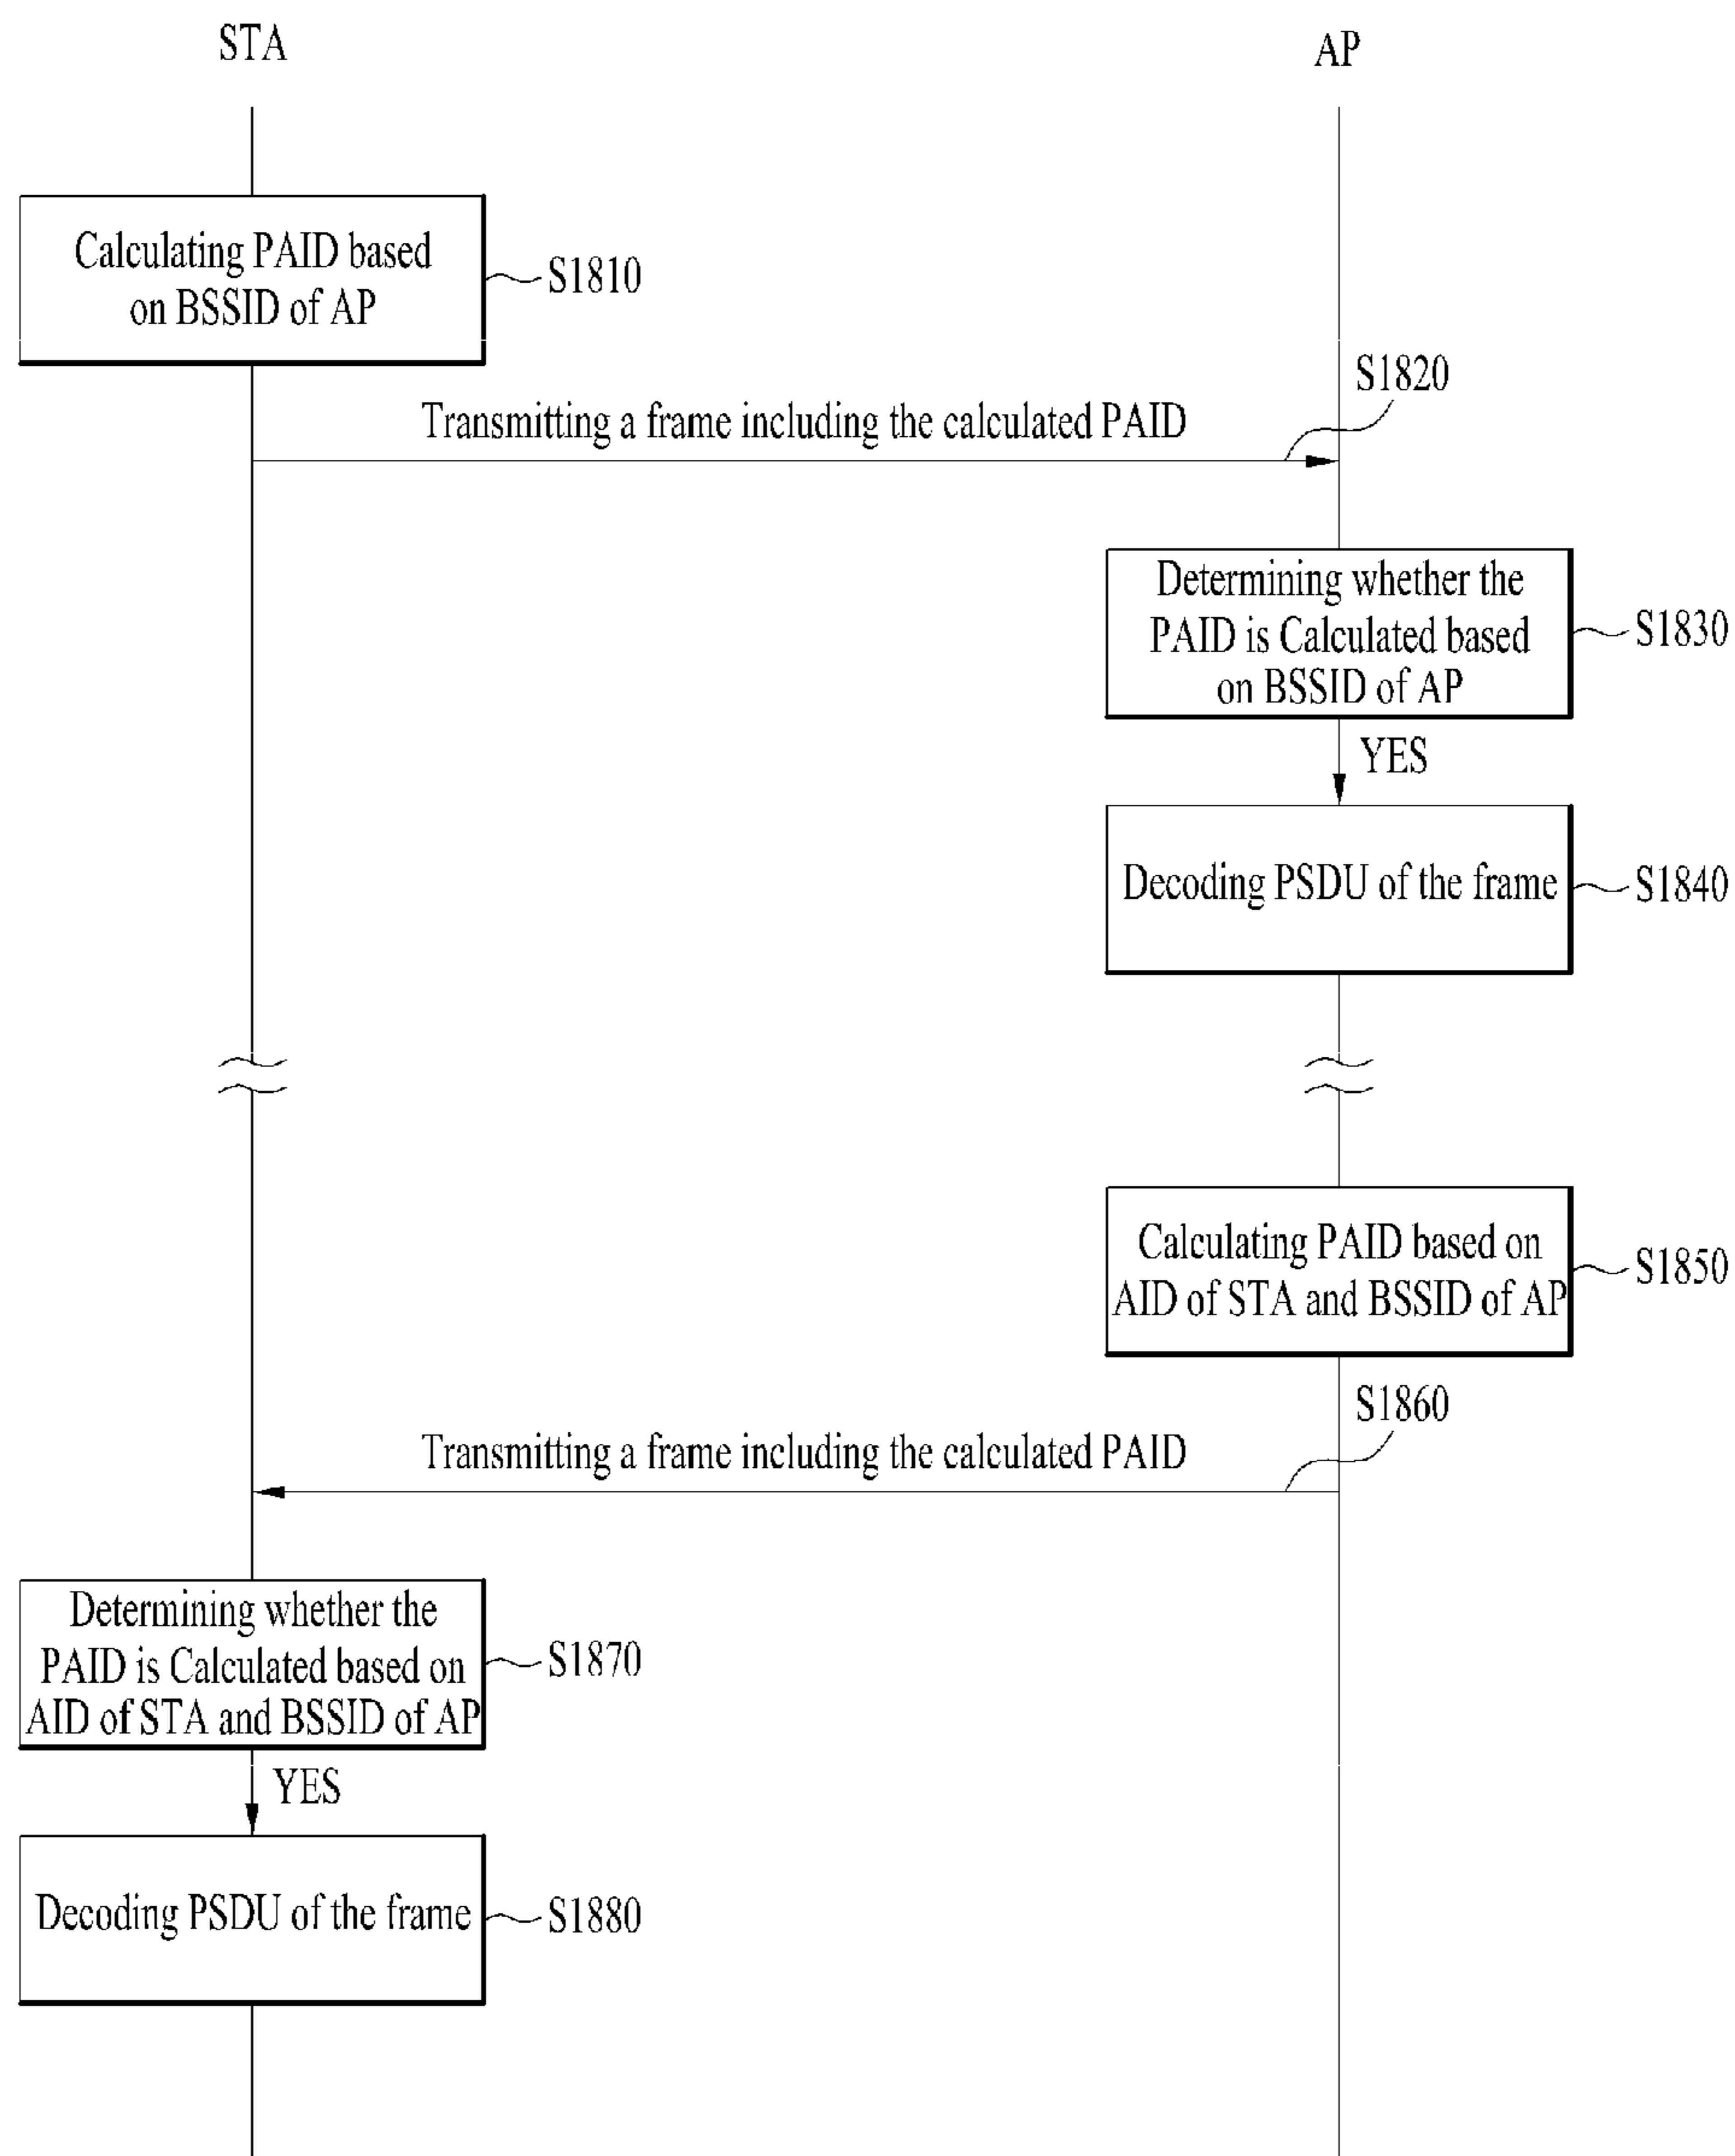 STA
AP
Calculating PAID based
on BSSID of AP
S1810
S1820
Transmitting a frame including the calculated PAID
Determining whether the
PAID is Calculated based
on BSSID of AP
S1830
YES
Decoding PSDU of the frame
S1840
Calculating PAID based on
AID of STA and BSSID of AP
S1850
S1860
Transmitting a frame including the calculated PAID
Determining whether the
PAID is Calculated based on
AID of STA and BSSID of AP
S1870
YES
Decoding PSDU of the frame
S1880